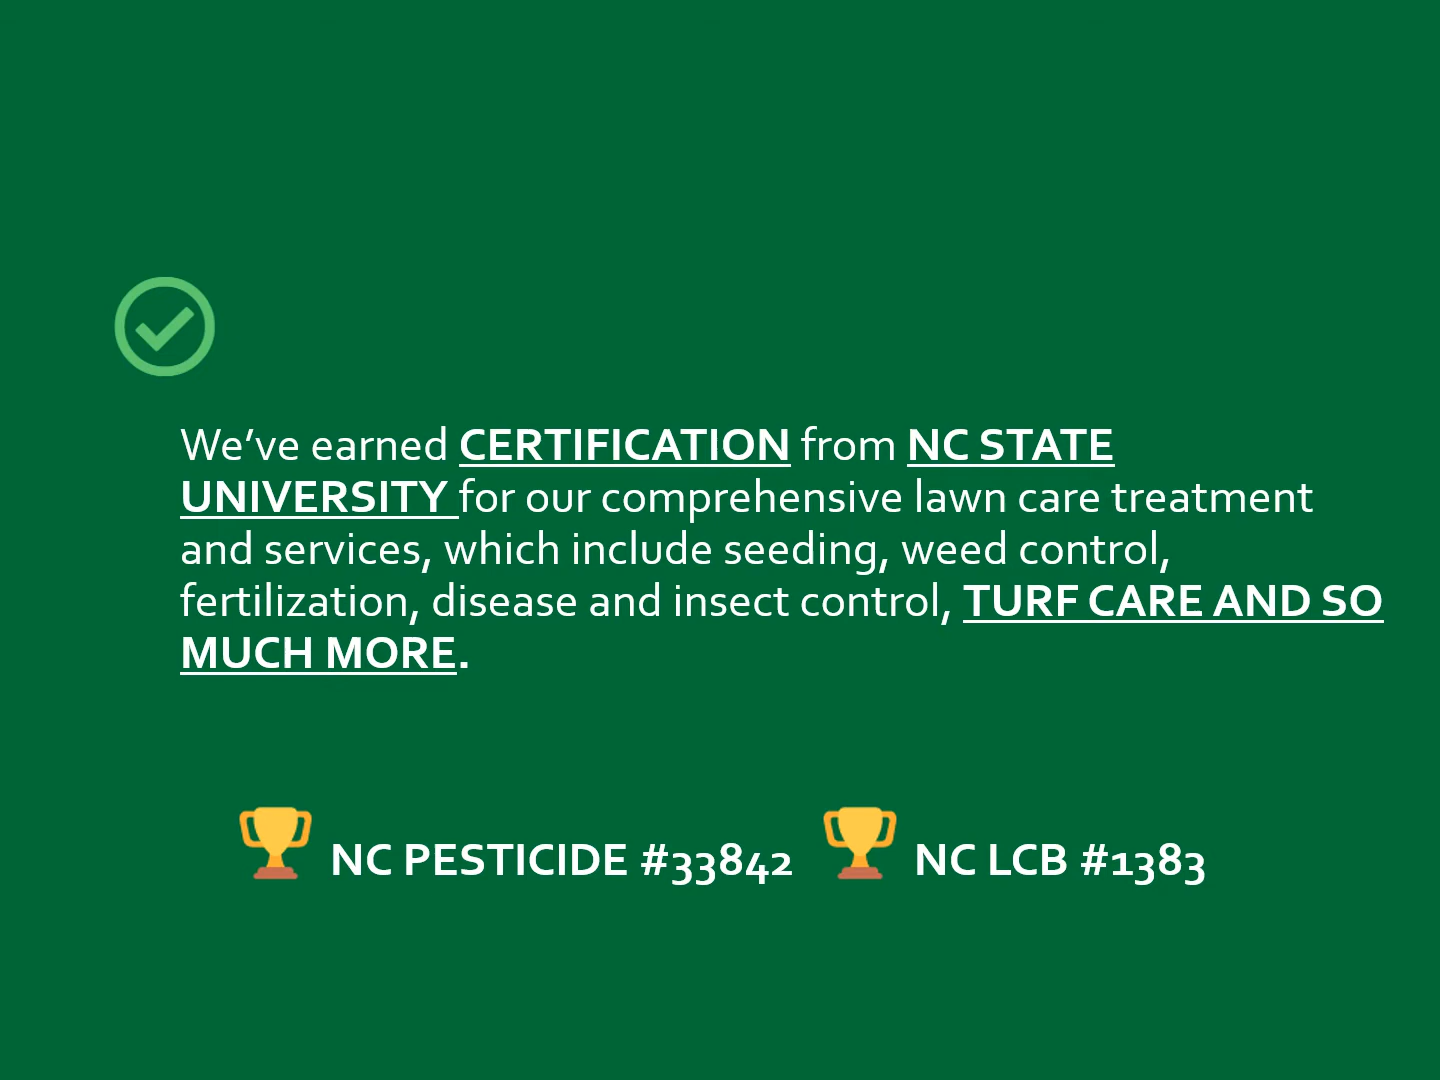 We’ve earned CERTIFICATION from NC STATE
UNIVERSITY for our comprehensive lawn care treatment
and services, which include seeding, weed control,
fertilization, disease and insect control, TURF CARE AND SO
MUCH MORE.
NC PESTICIDE #33842 NC LCB #1383